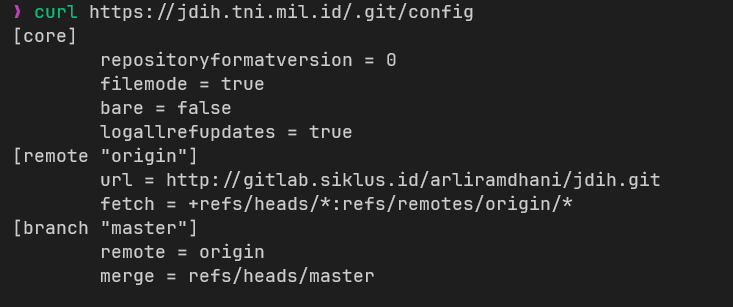 ❯ curl https://jdih.tni.mil.id/.git/config
[core]
        repositoryformatversion = 0
        filemode = true
        bare = false
        logallrefupdates = true
[remote "origin"]
        url = http://gitlab.siklus.id/arliramdhani/jdih.git
        fetch = +refs/heads/*:refs/remotes/origin/*
[branch "master"]
        remote = origin
        merge = refs/heads/master